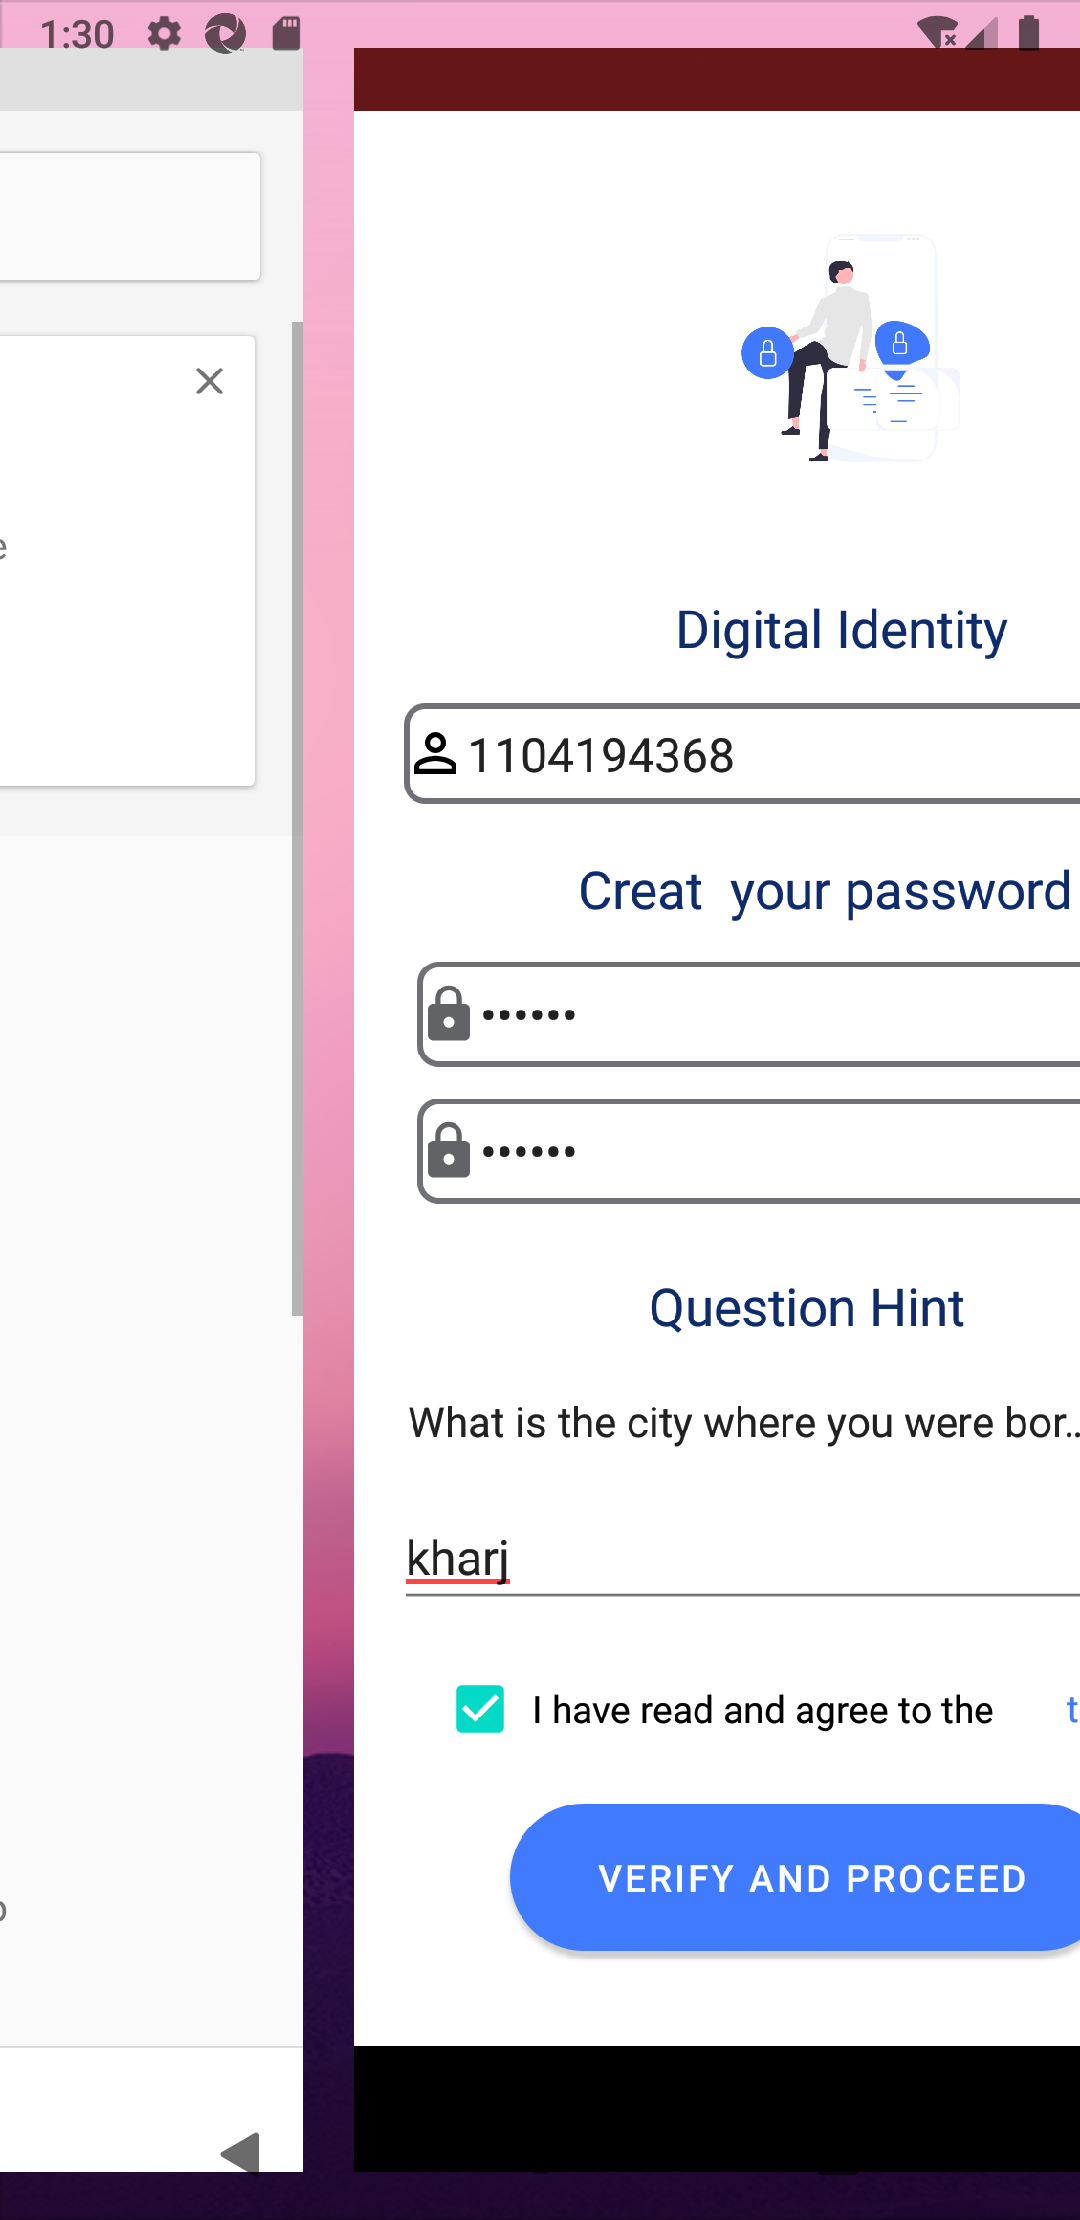 1:30
e
Digital Identity
1104194368
Creat your password
••••••
••••••
Question Hint
What is the city where you were bor...
kharj
I have read and agree to the t
VERIFY AND PROCEED